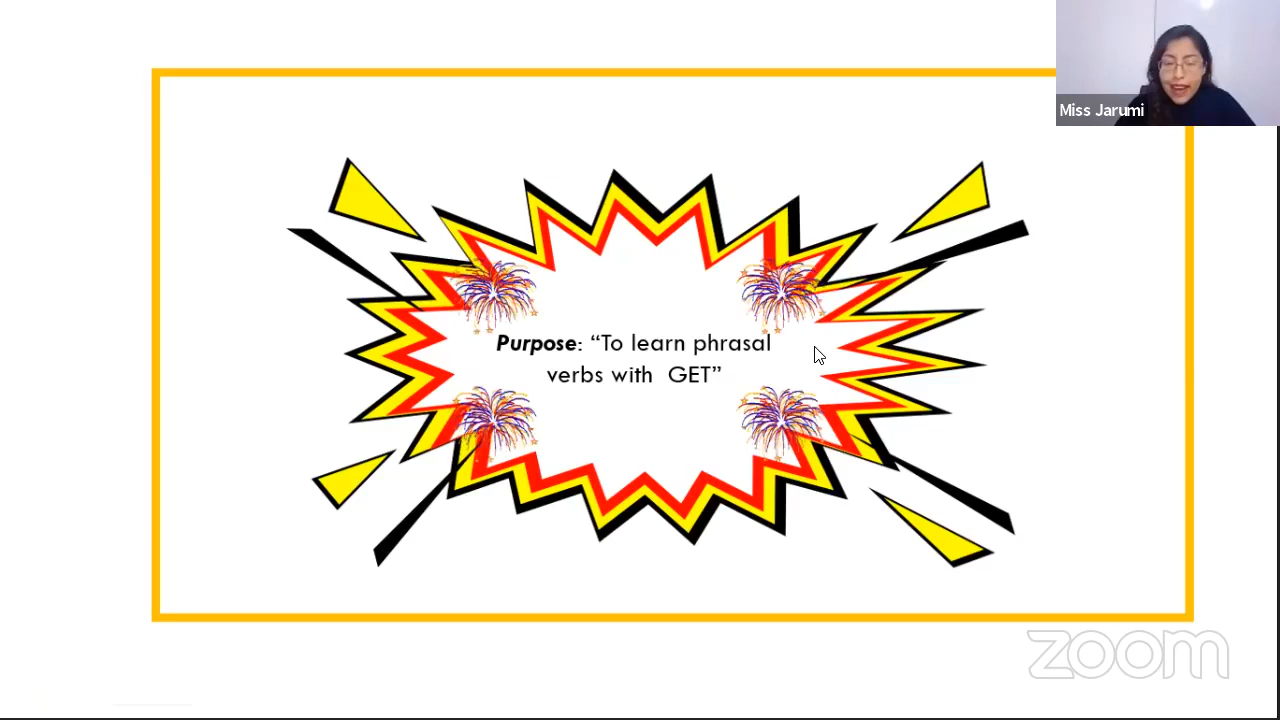 Miss Jarumi
Purpose: “To learn phrasal
verbs with GET”
zoom